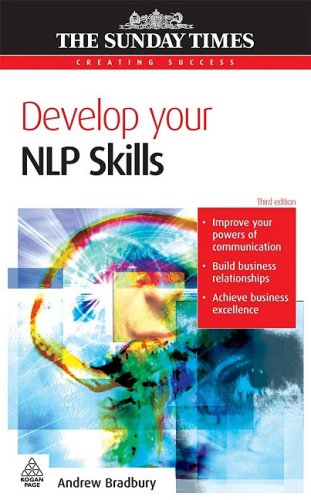 THE SUNDAY TIMES
CREATING SUCCESS
Develop your
NLP Skills
Third edition
• Improve your
powers of
communication
• Build business
relationships
• Achieve business
excellence
KOGAN
PAGE
Andrew Bradbury